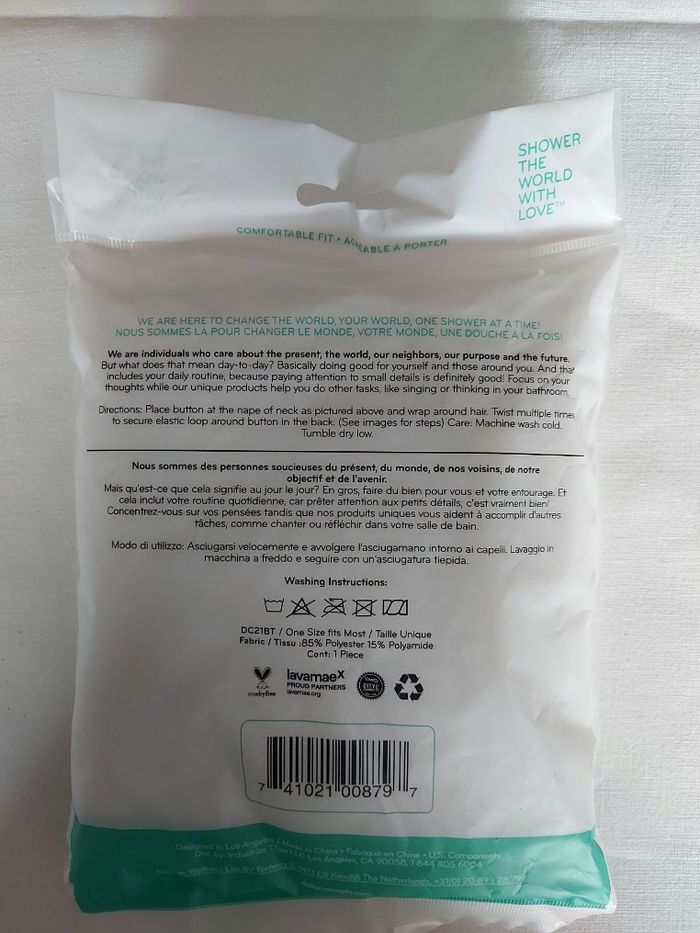 SHOWER
THE
WORLD
WITH
LOVE™
COMFORTABLE FIT • AGRÉABLE À PORTER
WE ARE HERE TO CHANGE THE WORLD, YOUR WORLD, ONE SHOWER AT A TIME!
NOUS SOMMES LÀ POUR CHANGER LE MONDE, VOTRE MONDE, UNE DOUCHE À LA FOIS!
We are individuals who care about the present, the world, our neighbors, our purpose and the future.
But what does that mean day-to-day? Basically doing good for yourself and those around you. And that
includes your daily routine, because paying attention to small details is definitely good! Focus on your
thoughts while our unique products help you do other tasks, like singing or thinking in your bathroom.
Directions: Place button at the nape of neck as pictured above and wrap around hair. Twist multiple times
to secure elastic loop around button in the back. (See images for steps) Care: Machine wash cold.
Tumble dry low.
Nous sommes des personnes soucieuses du présent, du monde, de nos voisins, de notre
objectif et de l'avenir.
Mais qu'est-ce que cela signifie au jour le jour? En gros, faire du bien pour vous et votre entourage. Et
cela inclut votre routine quotidienne, car prêter attention aux petits détails, c'est vraiment bien!
Concentrez-vous sur vos pensées tandis que nos produits uniques vous aident à accomplir d'autres
tâches, comme chanter ou réfléchir dans votre salle de bain.
Modo di utilizzo: Asciugarsi velocemente e avvolgere l'asciugamano intorno ai capelli. Lavaggio in
macchina a freddo e seguire con un'asciugatura tiepida.
Washing Instructions:
DC21BT / One Size fits Most / Taille Unique
Fabric / Tissu :85% Polyester 15% Polyamide
Cont: 1 Piece
crueltyfree
lavamaeX
PROUD PARTNERS
lavamae.org
7 41021 00879 7
Designed in Los Angeles / Made in China • Fabriqué en Chine • U.S. Components
Dist. by: Industrias LLC Los Angeles, CA 90058, 1 844 805 6004
Wellness Kwadijk The Netherlands, +31(0) 20 893 28